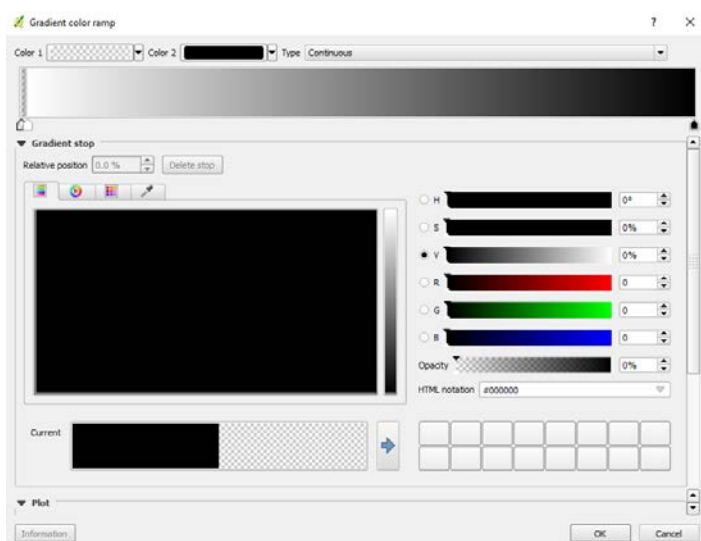 Gradient color ramp ? ×
Color 1 Color 2 Type Continuous
Gradient stop
Relative position 0.0 % Delete stop
H 0°
S 0%
V 0%
R 0
G 0
B 0
Opacity 0%
HTML notation #000000
Current
Plot
Information OK Cancel